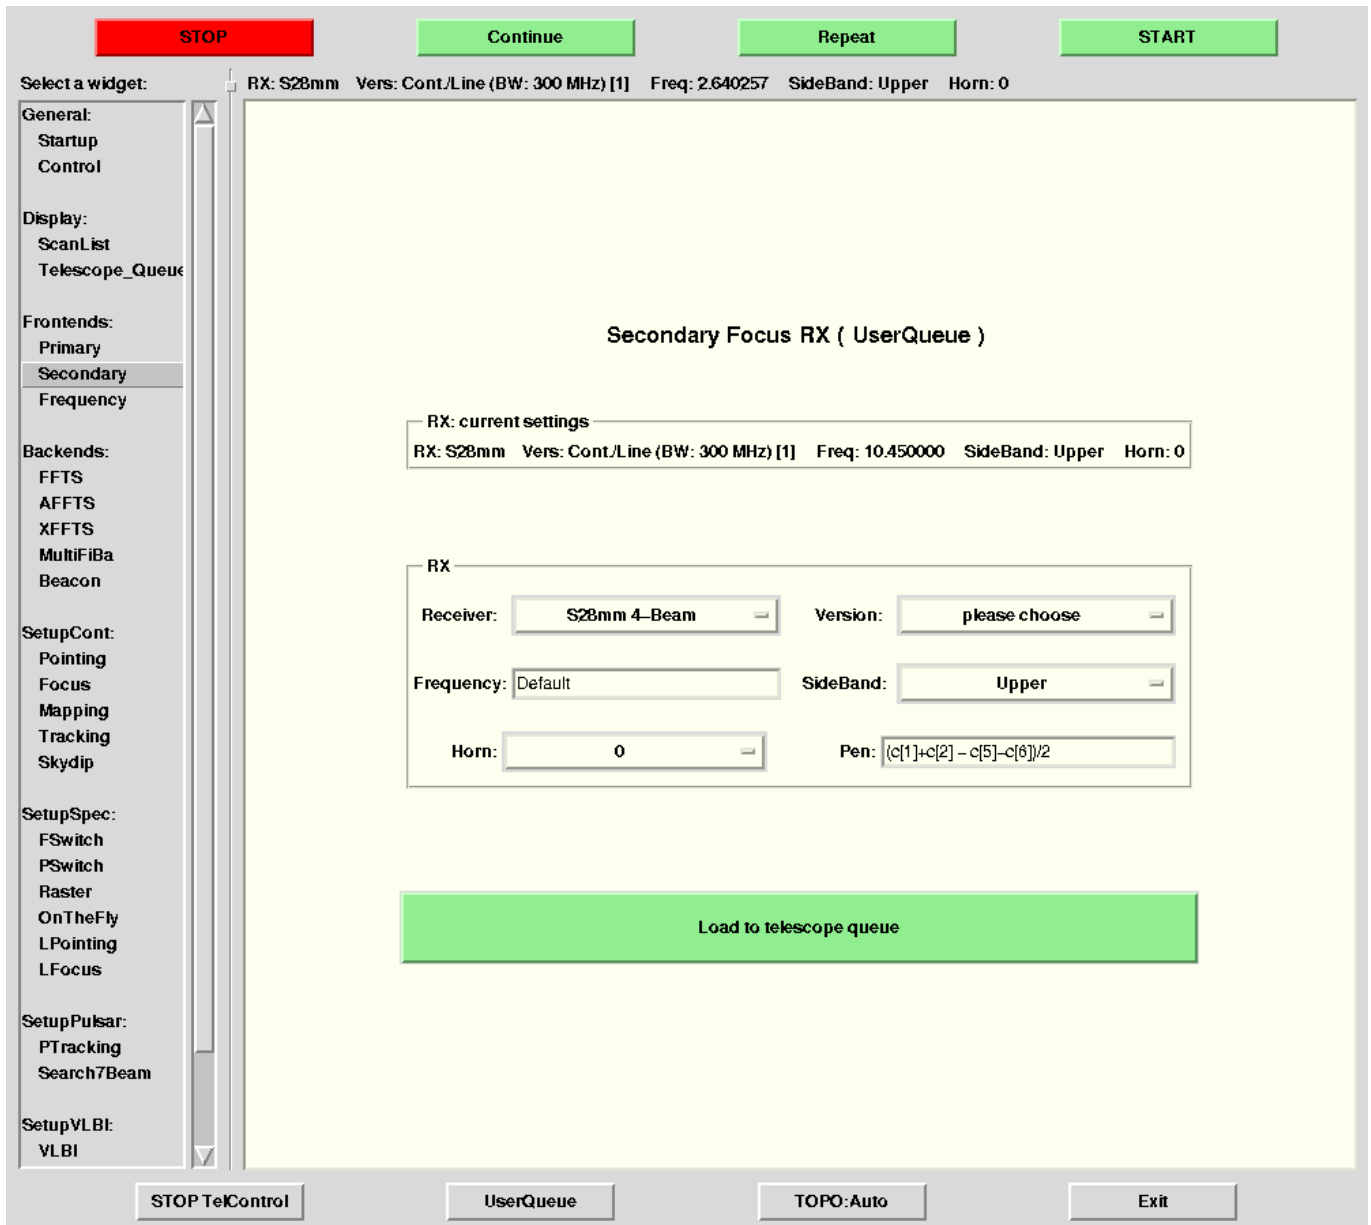 STOP Continue Repeat START
Select a widget: RX: S28mm Vers: Cont./Line (BW: 300 MHz) [1] Freq: 2.640257 SideBand: Upper Horn: 0
General:
Startup
Control
Display:
ScanList
Telescope_Queue
Frontends:
Primary
Secondary
Frequency
Backends:
FFTS
AFFTS
XFFTS
MultiFiBa
Beacon
SetupCont:
Pointing
Focus
Mapping
Tracking
Skydip
SetupSpec:
FSwitch
PSwitch
Raster
OnTheFly
LPointing
LFocus
SetupPulsar:
PTracking
Search7Beam
SetupVLBI:
VLBI
Secondary Focus RX ( UserQueue )
RX: current settings
RX: S28mm Vers: Cont./Line (BW: 300 MHz) [1] Freq: 10.450000 SideBand: Upper Horn: 0
RX
Receiver: S28mm 4–Beam Version: please choose
Frequency: Default SideBand: Upper
Horn: 0 Pen: (c[1]+c[2] – c[5]–c[6])/2
Load to telescope queue
STOP TelControl UserQueue TOPO:Auto Exit